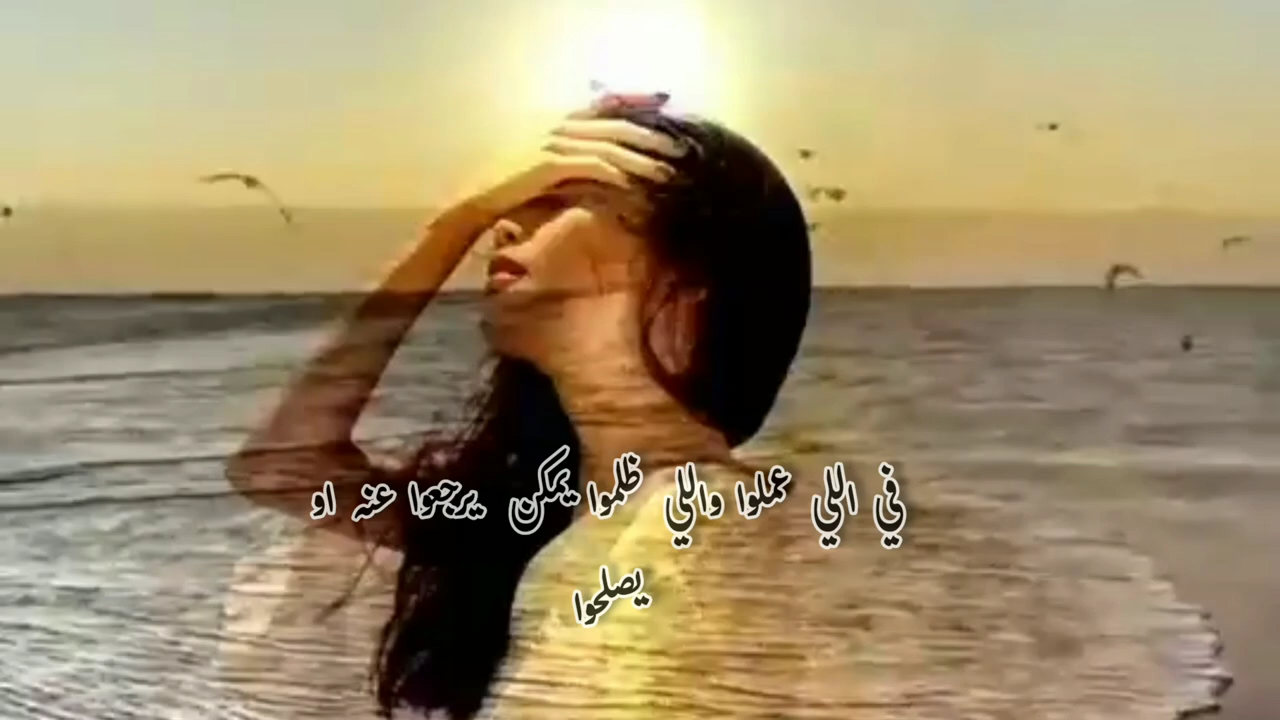 في اللي عملوا واللي ظلموا يمكن يرجعوا عنه او
يصلحوا